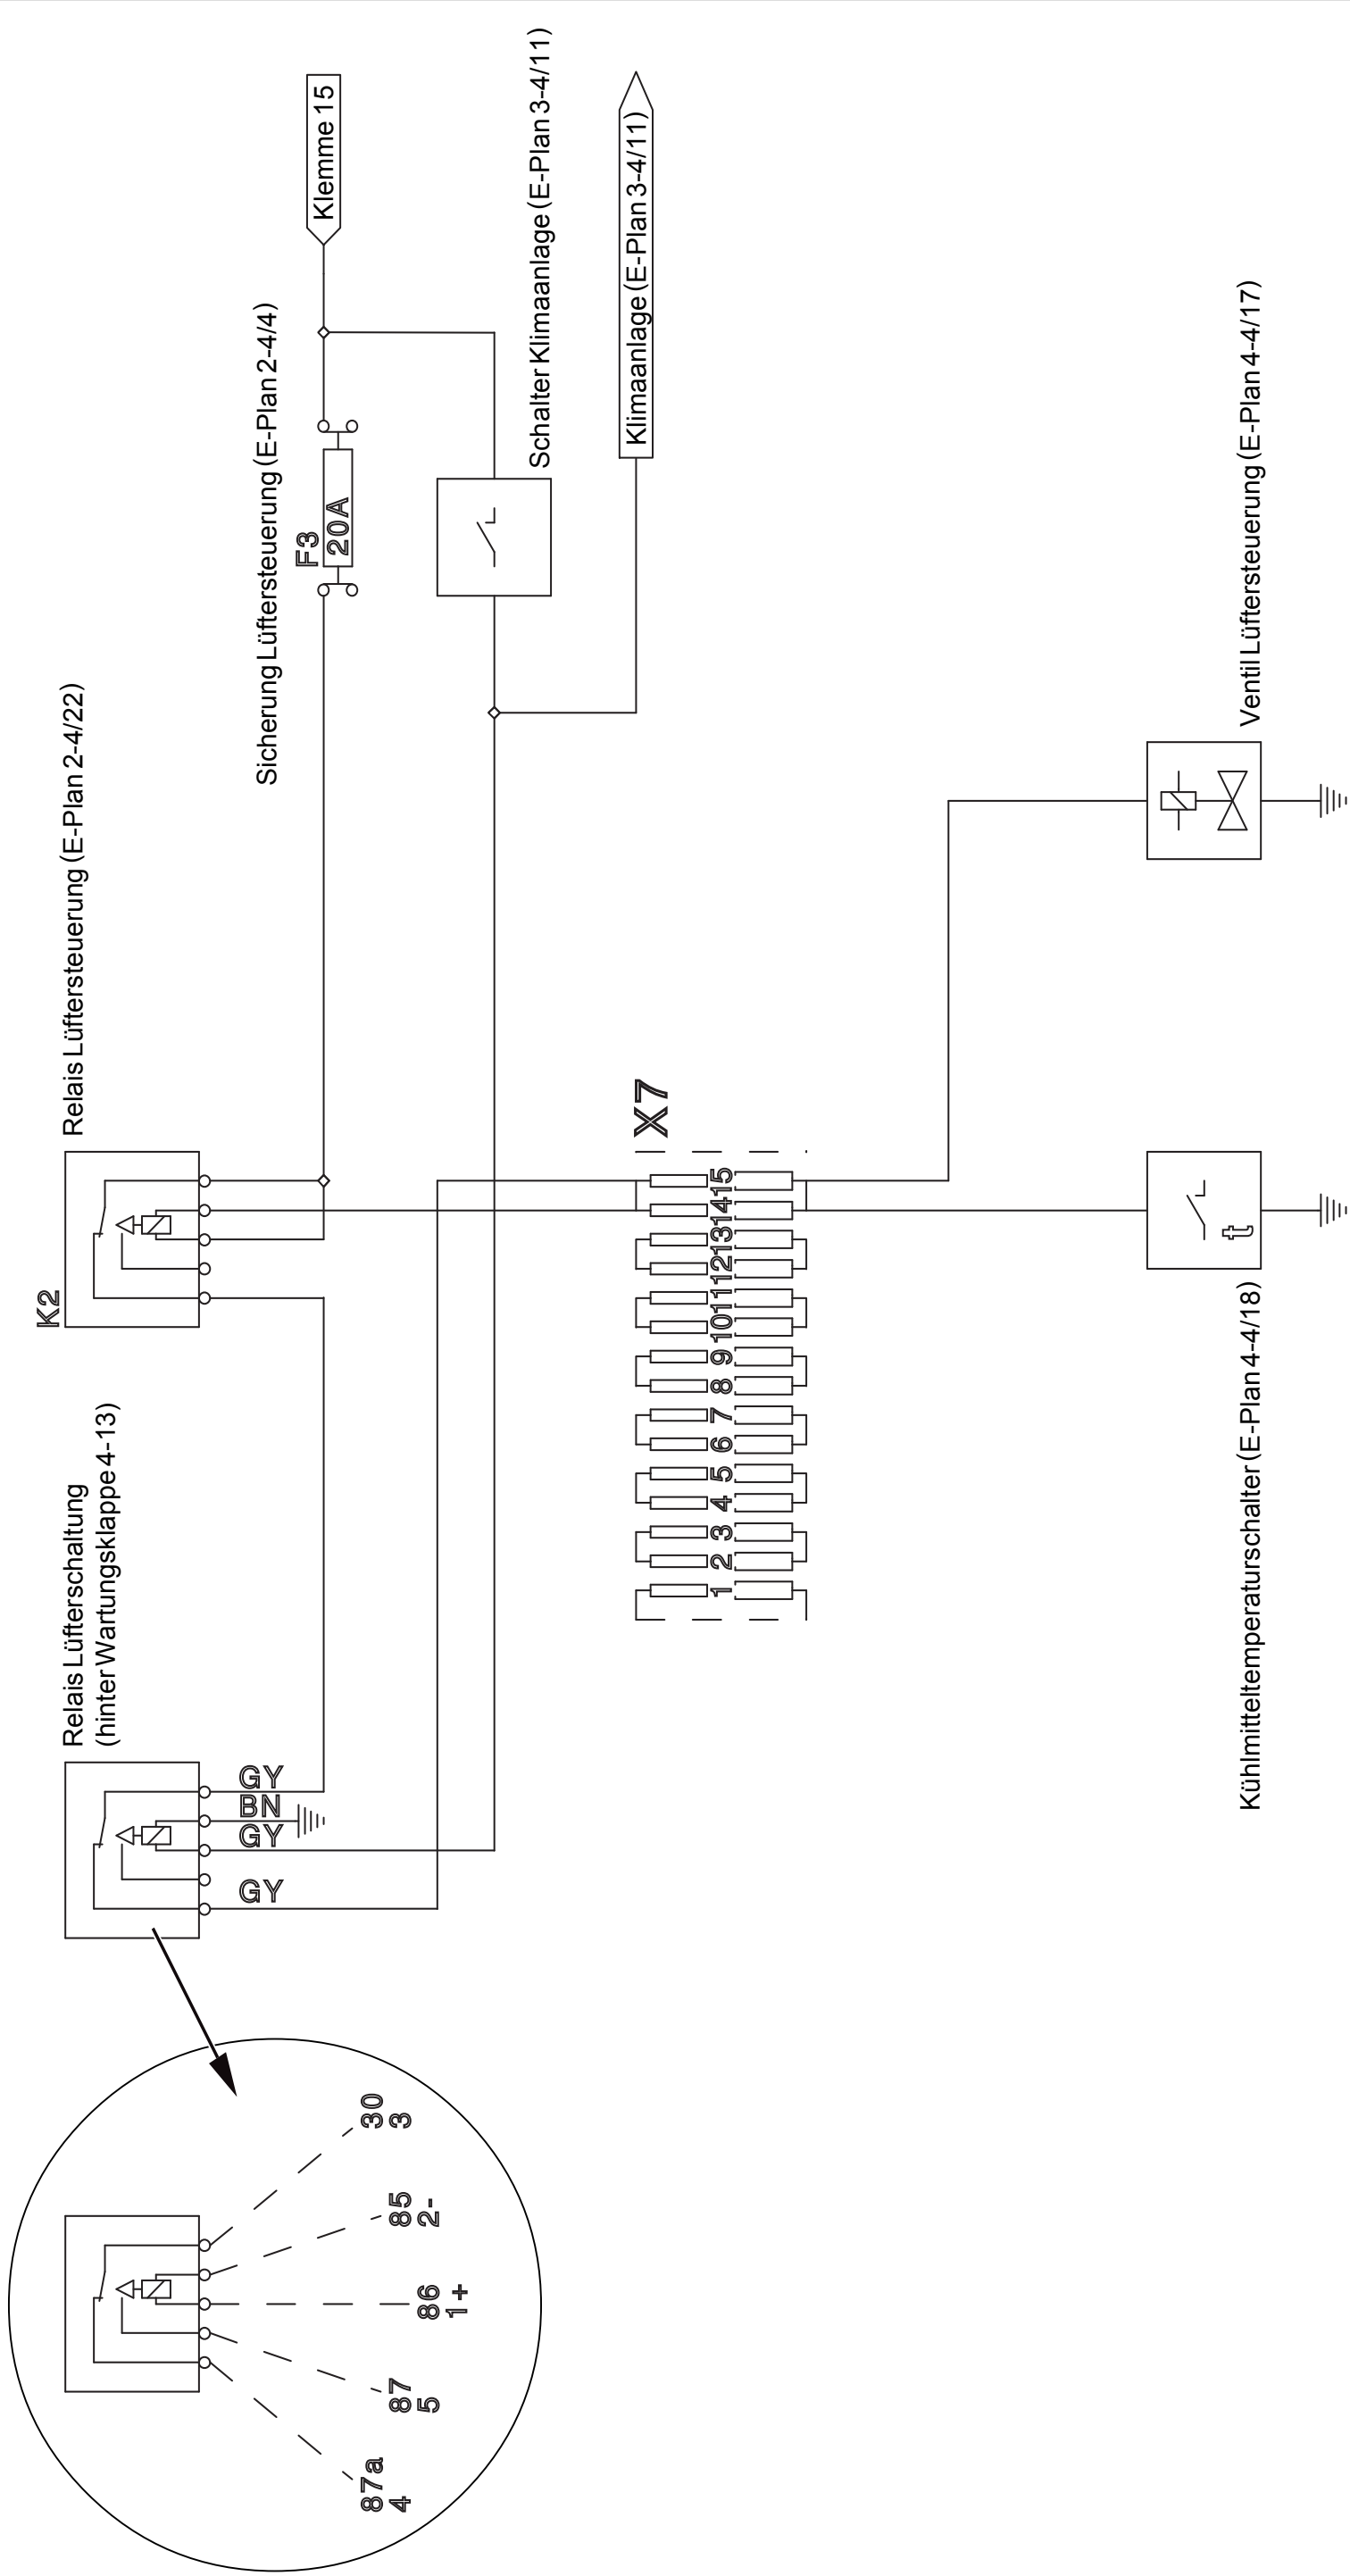 Relais Lüfterschaltung
(hinter Wartungsklappe 4-13)
Relais Lüftersteuerung (E-Plan 2-4/22)
K2
Sicherung Lüftersteuerung (E-Plan 2-4/4)
F3
20A
Klemme 15
Schalter Klimaanlage (E-Plan 3-4/11)
Klimaanlage (E-Plan 3-4/11)
GY
GY
BN
GY
87a
4
87
5
86
1+
85
2-
30
3
X7
1 2 3 4 5 6 7 8 9 10 11 12 13 14 15
t
Kühlmitteltemperaturschalter (E-Plan 4-4/18)
Ventil Lüftersteuerung (E-Plan 4-4/17)